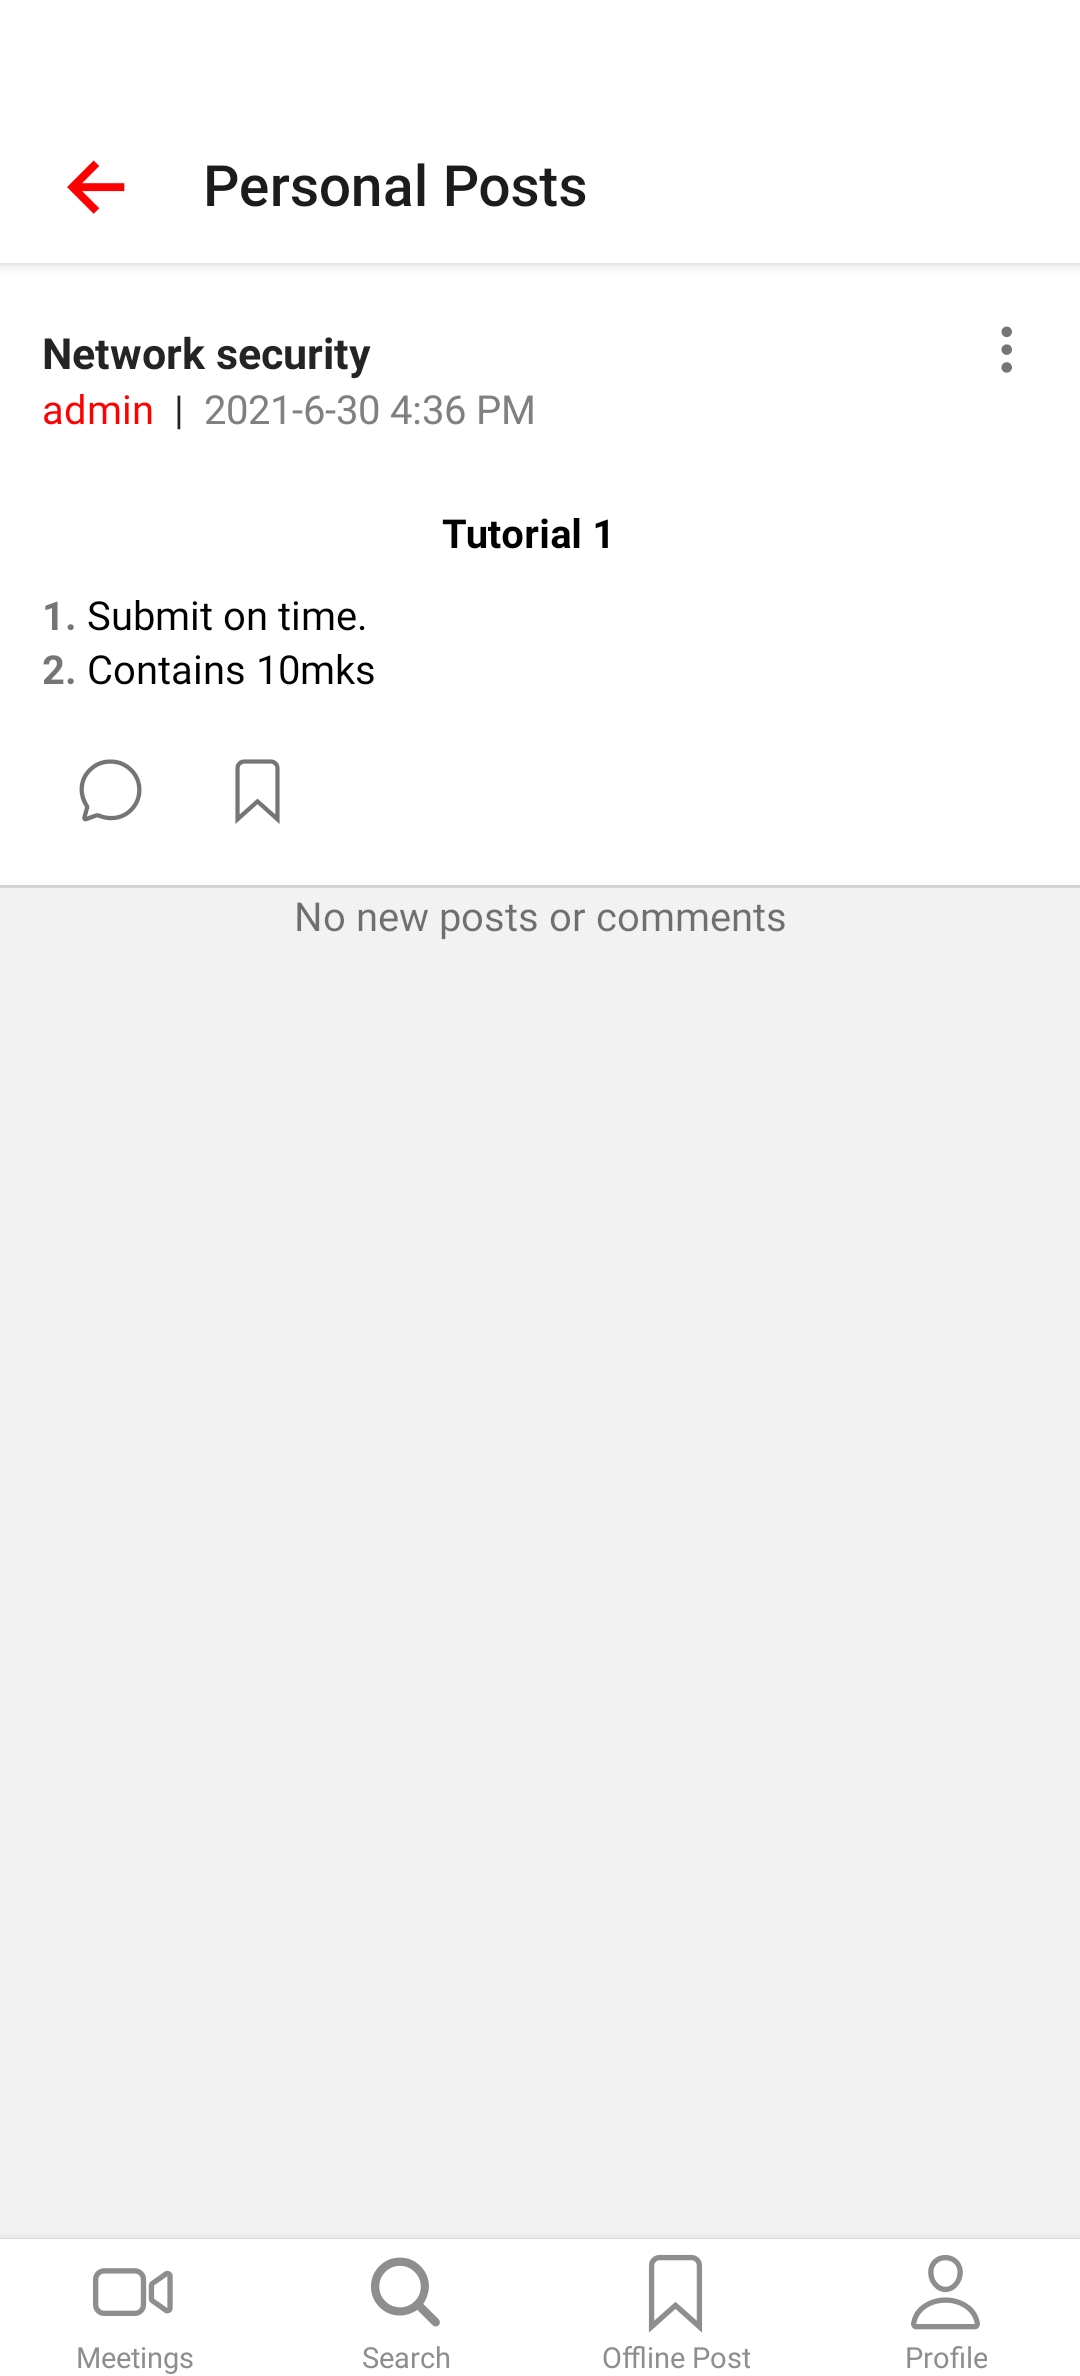 Personal Posts
Network security
admin | 2021-6-30 4:36 PM
Tutorial 1
1. Submit on time.
2. Contains 10mks
No new posts or comments
Meetings
Search
Offline Post
Profile